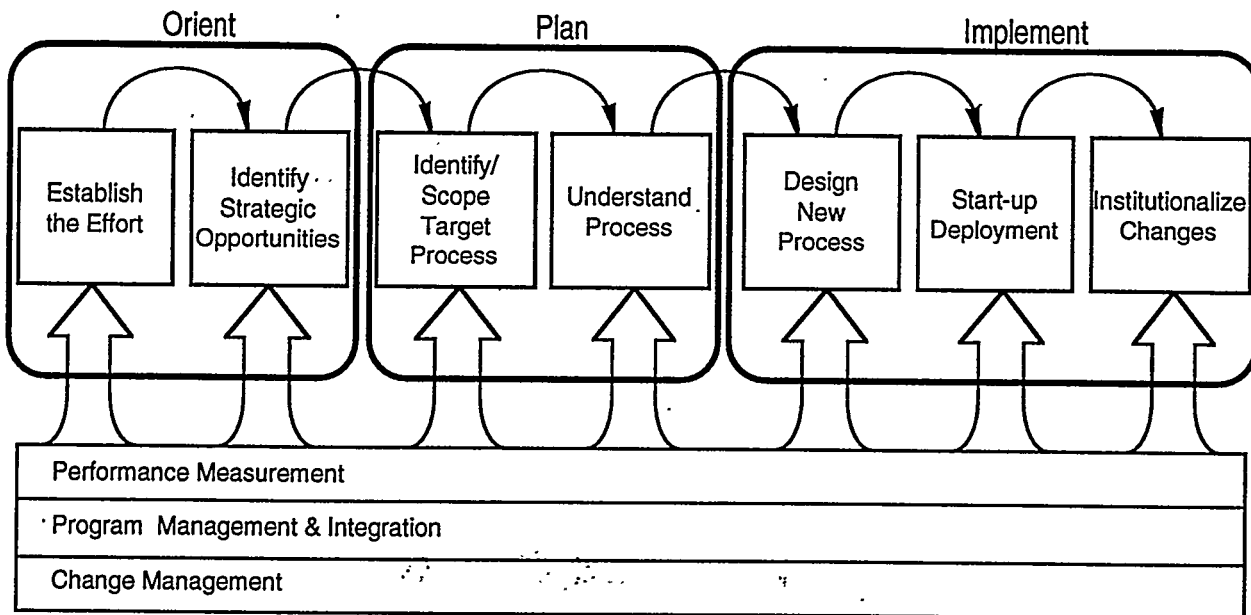 Orient
Plan
Implement
Establish
the Effort
Identify
Strategic
Opportunities
Identify/
Scope
Target
Process
Understand
Process
Design
New
Process
Start-up
Deployment
Institutionalize
Changes
Performance Measurement
Program Management & Integration
Change Management